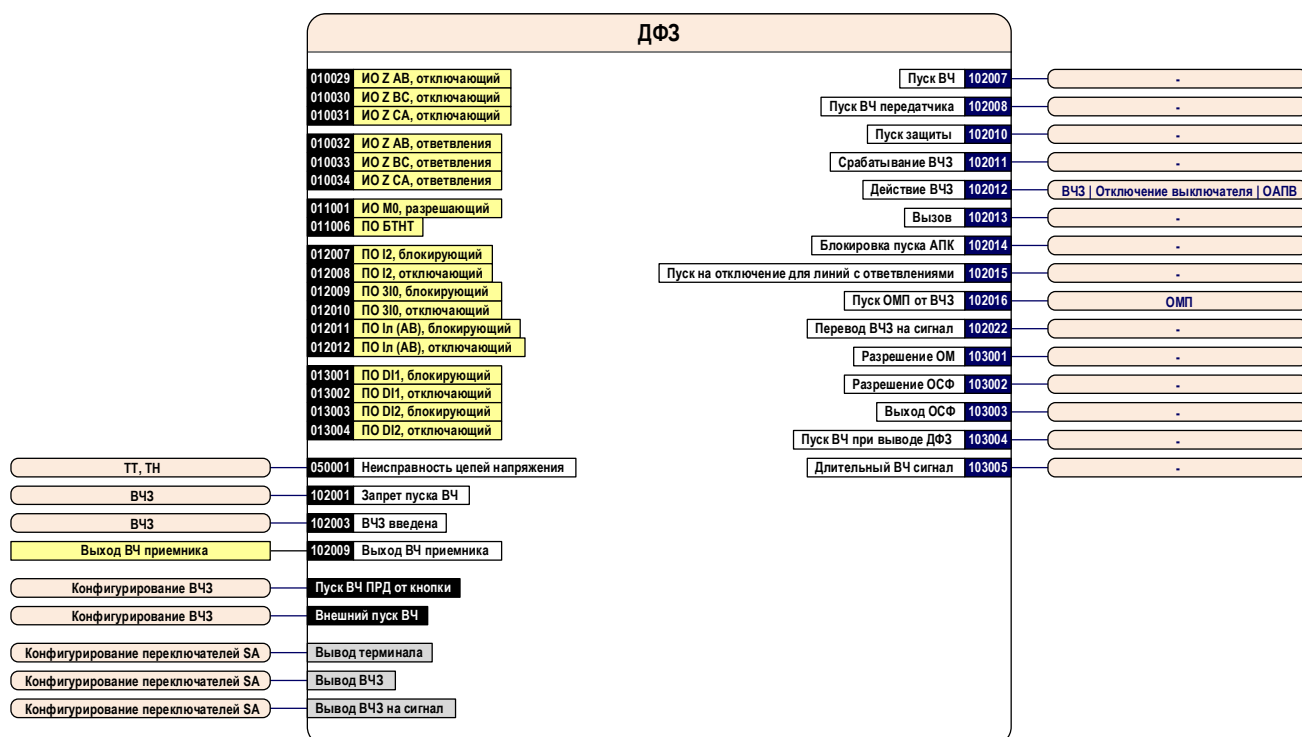 ДФЗ
010029 ИО Z AB, отключающий
010030 ИО Z BC, отключающий
010031 ИО Z CA, отключающий
010032 ИО Z AB, ответвления
010033 ИО Z BC, ответвления
010034 ИО Z CA, ответвления
011001 ИО М0, разрешающий
011006 ПО БТНТ
012007 ПО I2, блокирующий
012008 ПО I2, отключающий
012009 ПО 3I0, блокирующий
012010 ПО 3I0, отключающий
012011 ПО Iл (AB), блокирующий
012012 ПО Iл (AB), отключающий
013001 ПО DI1, блокирующий
013002 ПО DI1, отключающий
013003 ПО DI2, блокирующий
013004 ПО DI2, отключающий
ТТ, ТН 050001 Неисправность цепей напряжения
ВЧЗ 102001 Запрет пуска ВЧ
ВЧЗ 102003 ВЧЗ введена
Выход ВЧ приемника 102009 Выход ВЧ приемника
Конфигурирование ВЧЗ Пуск ВЧ ПРД от кнопки
Конфигурирование ВЧЗ Внешний пуск ВЧ
Конфигурирование переключателей SA Вывод терминала
Конфигурирование переключателей SA Вывод ВЧЗ
Конфигурирование переключателей SA Вывод ВЧЗ на сигнал
Пуск ВЧ 102007 -
Пуск ВЧ передатчика 102008 -
Пуск защиты 102010 -
Срабатывание ВЧЗ 102011 -
Действие ВЧЗ 102012 ВЧЗ | Отключение выключателя | ОАПВ
Вызов 102013 -
Блокировка пуска АПК 102014 -
Пуск на отключение для линий с ответвлениями 102015 -
Пуск ОМП от ВЧЗ 102016 ОМП
Перевод ВЧЗ на сигнал 102022 -
Разрешение ОМ 103001 -
Разрешение ОСФ 103002 -
Выход ОСФ 103003 -
Пуск ВЧ при выводе ДФЗ 103004 -
Длительный ВЧ сигнал 103005 -